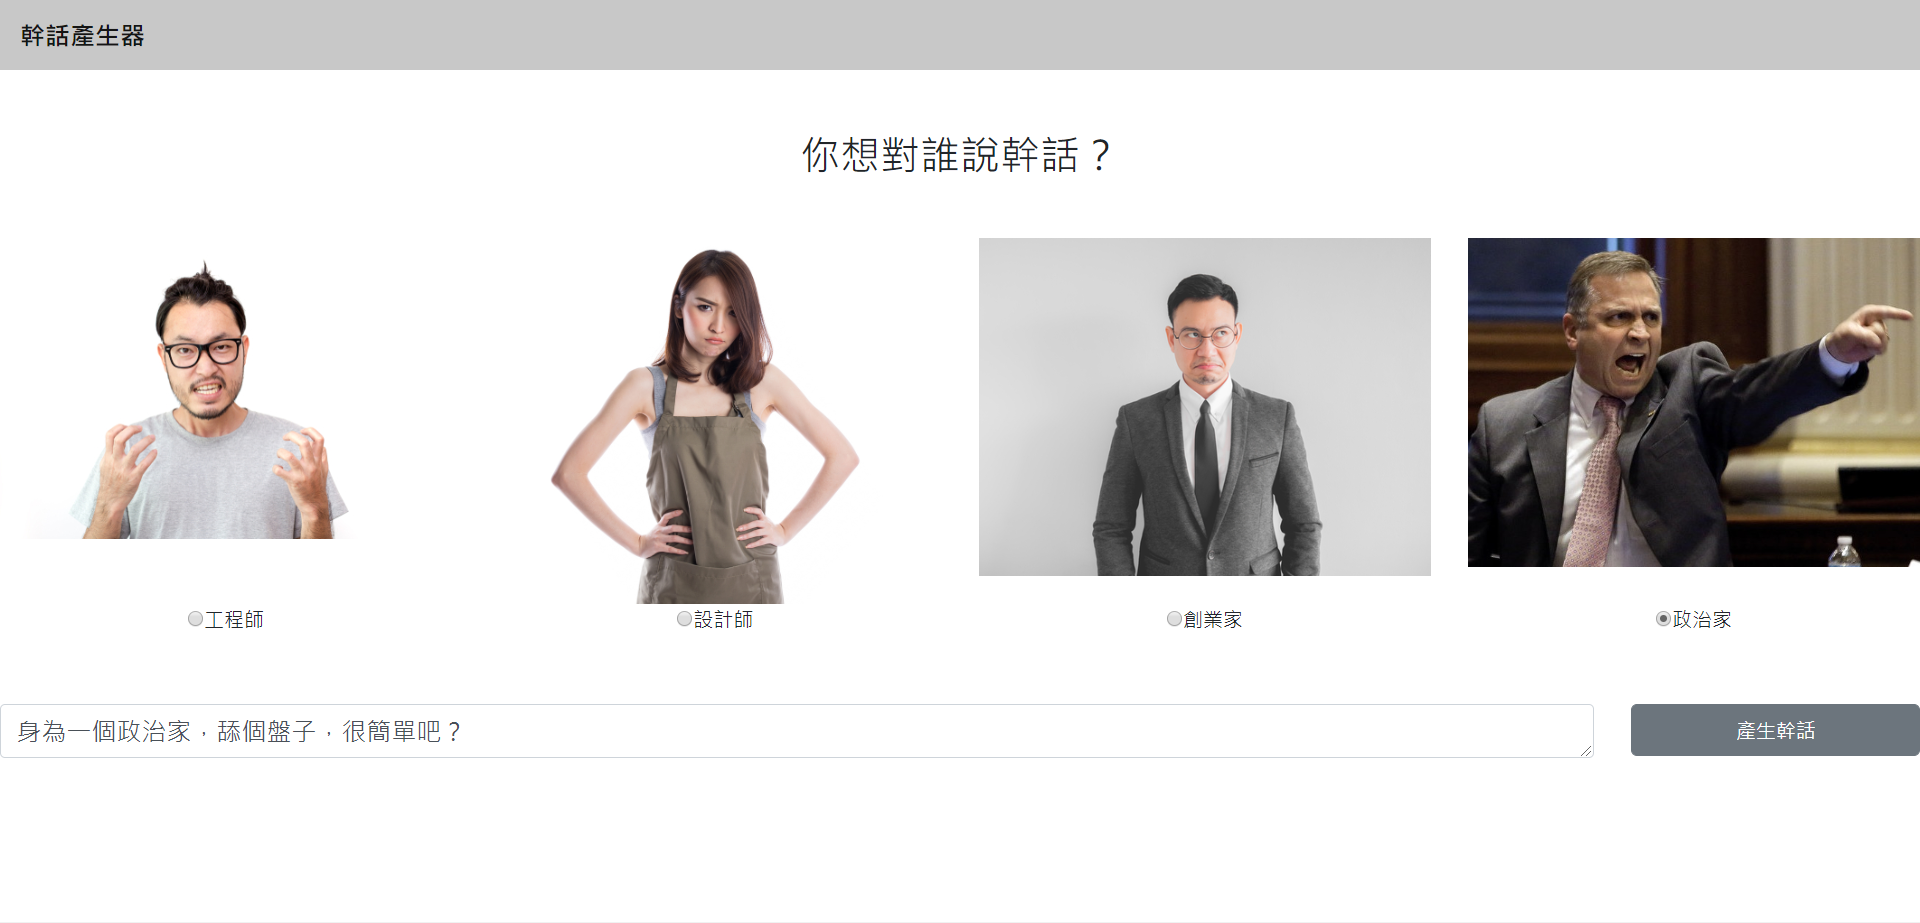 幹話產生器
你想對誰說幹話？
工程師
設計師
創業家
政治家
身為一個政治家，舔個盤子，很簡單吧？
產生幹話